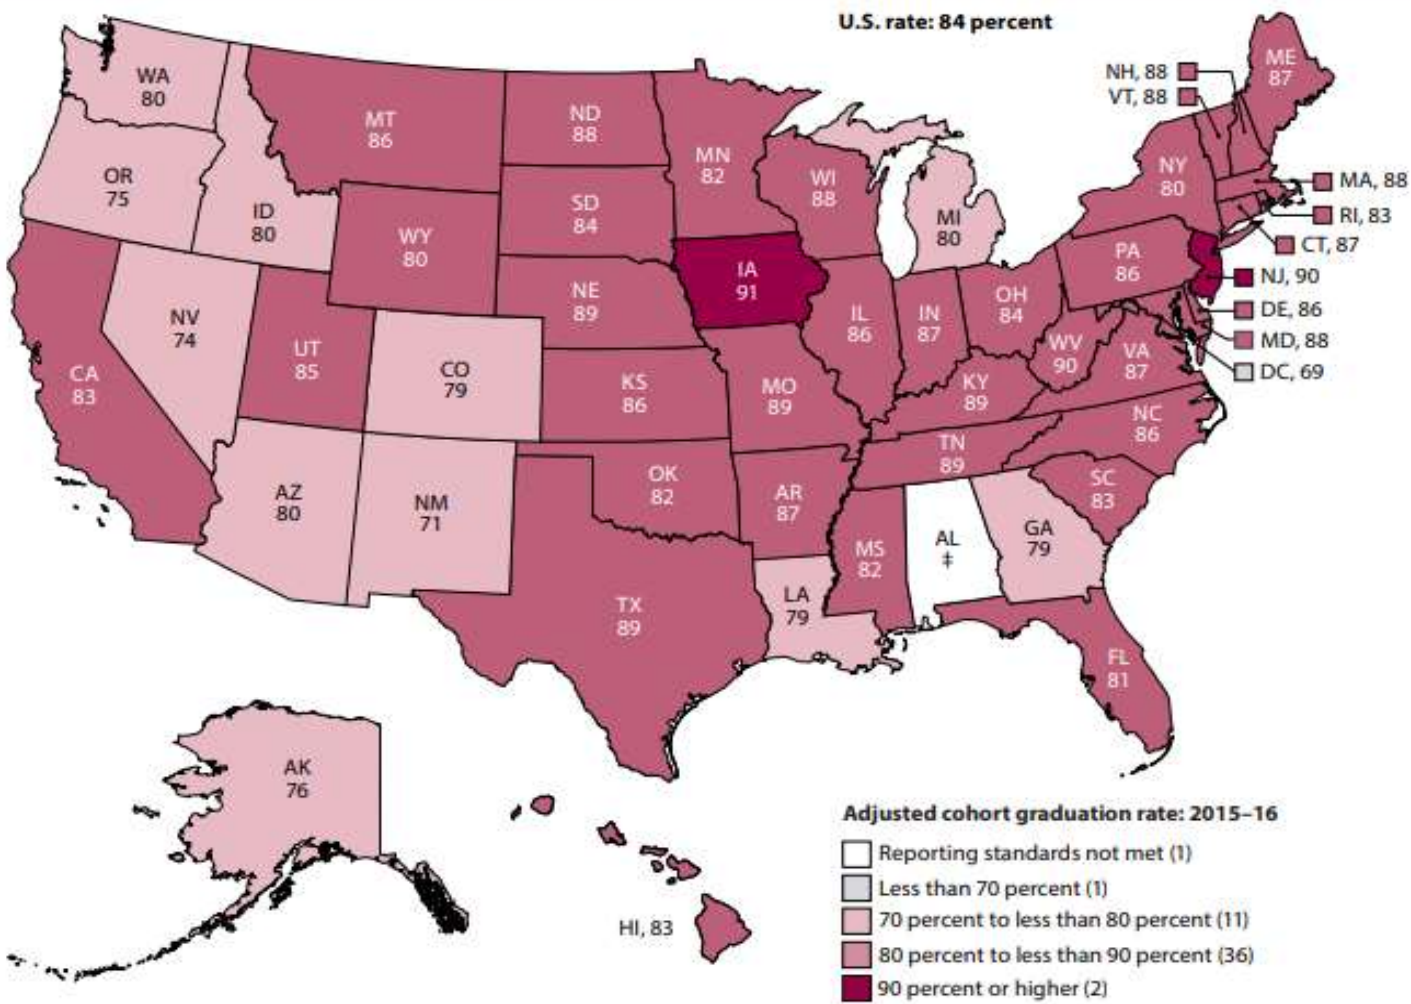 U.S. rate: 84 percent
WA
80
OR
75
ID
80
MT
86
ND
88
MN
82
SD
84
WY
80
WI
88
MI
80
NY
80
ME
87
NH, 88
VT, 88
MA, 88
RI, 83
CT, 87
NJ, 90
DE, 86
MD, 88
DC, 69
PA
86
CA
83
NV
74
UT
85
CO
79
NE
89
IA
91
IL
86
IN
87
OH
84
WV
90
VA
87
KS
86
MO
89
KY
89
NC
86
TN
89
SC
83
AZ
80
NM
71
OK
82
AR
87
MS
82
AL
‡
GA
79
TX
89
LA
79
FL
81
AK
76
HI, 83
Adjusted cohort graduation rate: 2015–16
Reporting standards not met (1)
Less than 70 percent (1)
70 percent to less than 80 percent (11)
80 percent to less than 90 percent (36)
90 percent or higher (2)